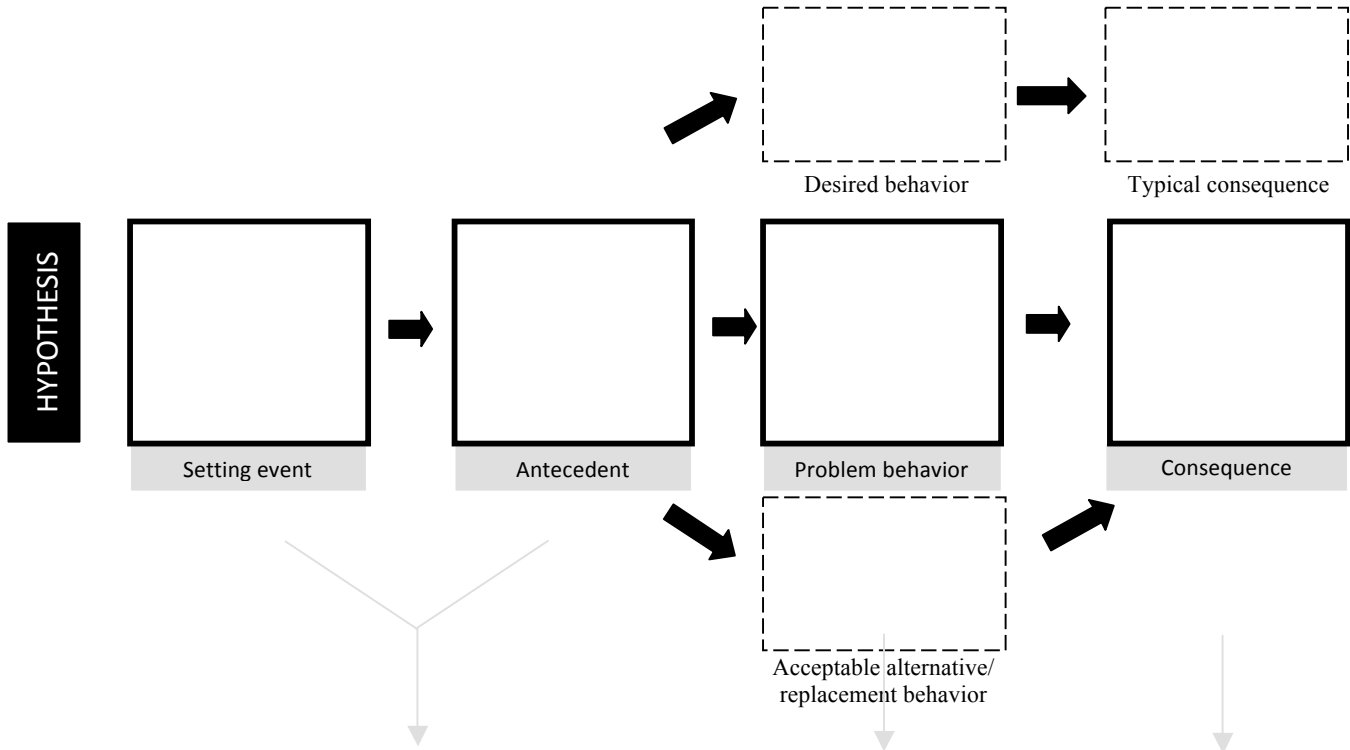 Desired behavior
Typical consequence
HYPOTHESIS
Setting event
Antecedent
Problem behavior
Consequence
Acceptable alternative/
replacement behavior